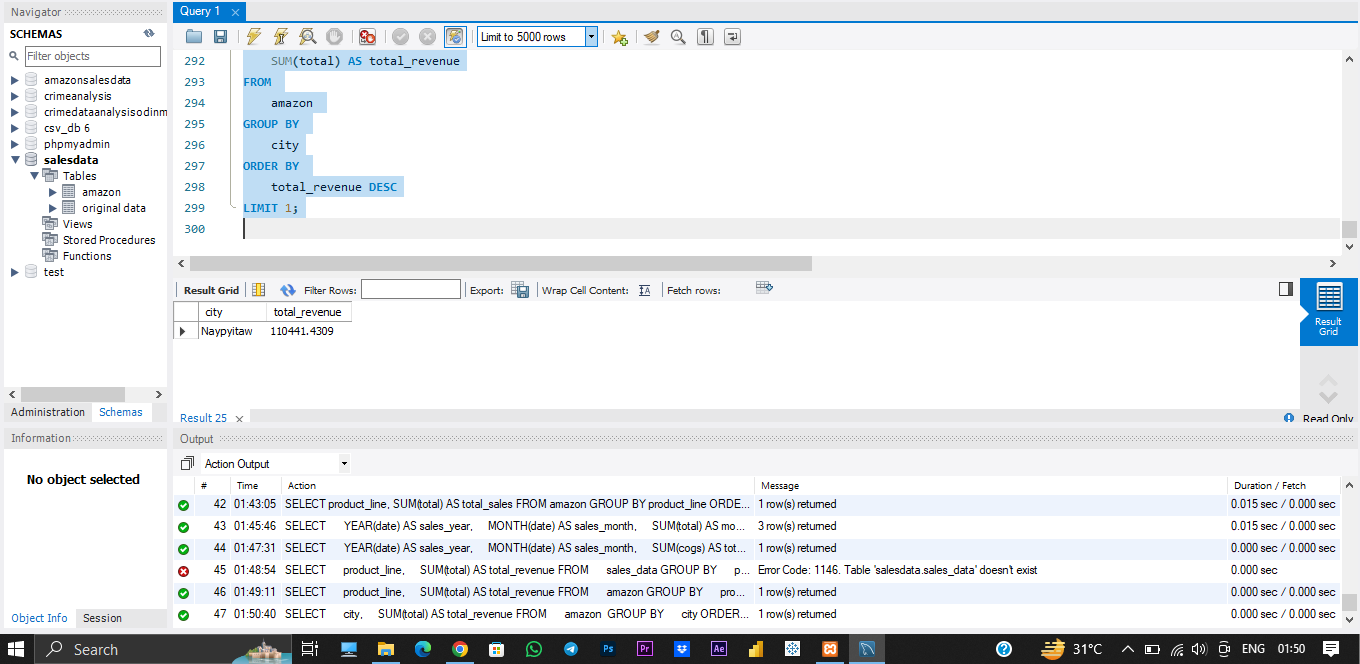 Navigator
Query 1
SCHEMAS
Filter objects
Limit to 5000 rows
amazonsalesdata
crimeanalysis
crimedataanalysisodinm
csv_db 6
phpmyadmin
salesdata
Tables
amazon
original data
Views
Stored Procedures
Functions
test
292 SUM(total) AS total_revenue
293 FROM
294 amazon
295 GROUP BY
296 city
297 ORDER BY
298 total_revenue DESC
299 LIMIT 1;
300
Result Grid Filter Rows: Export: Wrap Cell Content: Fetch rows:
city total_revenue
Naypyitaw 110441.4309
Result Grid
Result 25
Read Only
Administration Schemas
Information
No object selected
Object Info Session
Output
Action Output
# Time Action Message Duration / Fetch
42 01:43:05 SELECT product_line, SUM(total) AS total_sales FROM amazon GROUP BY product_line ORDE... 1 row(s) returned 0.015 sec / 0.000 sec
43 01:45:46 SELECT YEAR(date) AS sales_year, MONTH(date) AS sales_month, SUM(total) AS mo... 3 row(s) returned 0.015 sec / 0.000 sec
44 01:47:31 SELECT YEAR(date) AS sales_year, MONTH(date) AS sales_month, SUM(cogs) AS tot... 1 row(s) returned 0.000 sec / 0.000 sec
45 01:48:54 SELECT product_line, SUM(total) AS total_revenue FROM sales_data GROUP BY p... Error Code: 1146. Table 'salesdata.sales_data' doesn't exist 0.000 sec
46 01:49:11 SELECT product_line, SUM(total) AS total_revenue FROM amazon GROUP BY pro... 1 row(s) returned 0.000 sec / 0.000 sec
47 01:50:40 SELECT city, SUM(total) AS total_revenue FROM amazon GROUP BY city ORDER... 1 row(s) returned 0.000 sec / 0.000 sec
Search
Ps
Pr
Ae
31°C
ENG
01:50